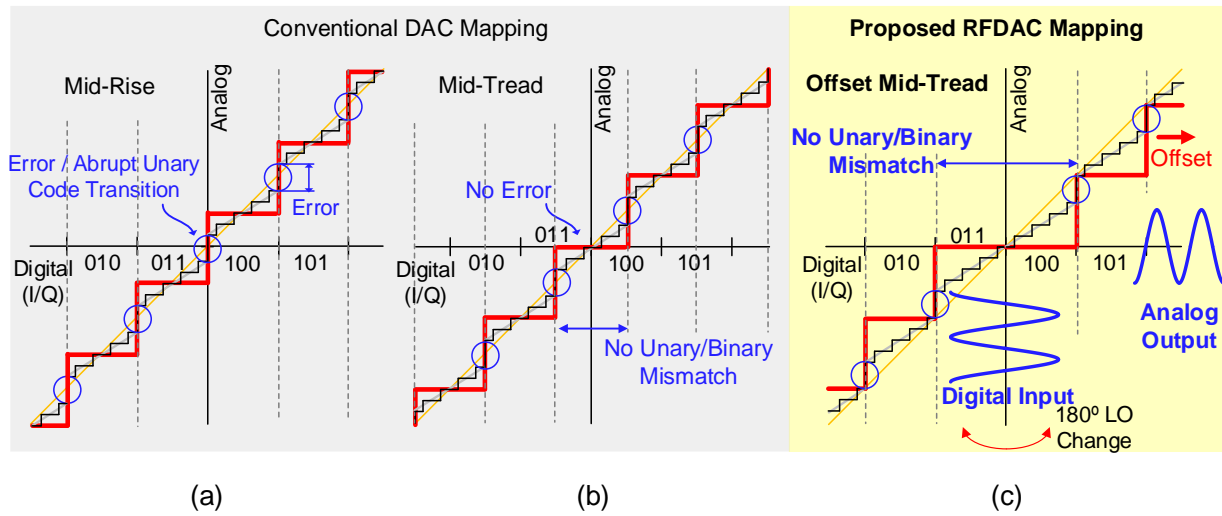 Conventional DAC Mapping
Mid-Rise
Analog
Error / Abrupt Unary
Code Transition
Error
Digital
(I/Q)
010
011
100
101
(a)
Mid-Tread
Analog
No Error
011
Digital
(I/Q)
010
100
101
No Unary/Binary
Mismatch
(b)
Proposed RFDAC Mapping
Offset Mid-Tread
Analog
No Unary/Binary
Mismatch
Offset
011
Digital
(I/Q)
010
100
101
Analog
Output
Digital Input
180º LO
Change
(c)